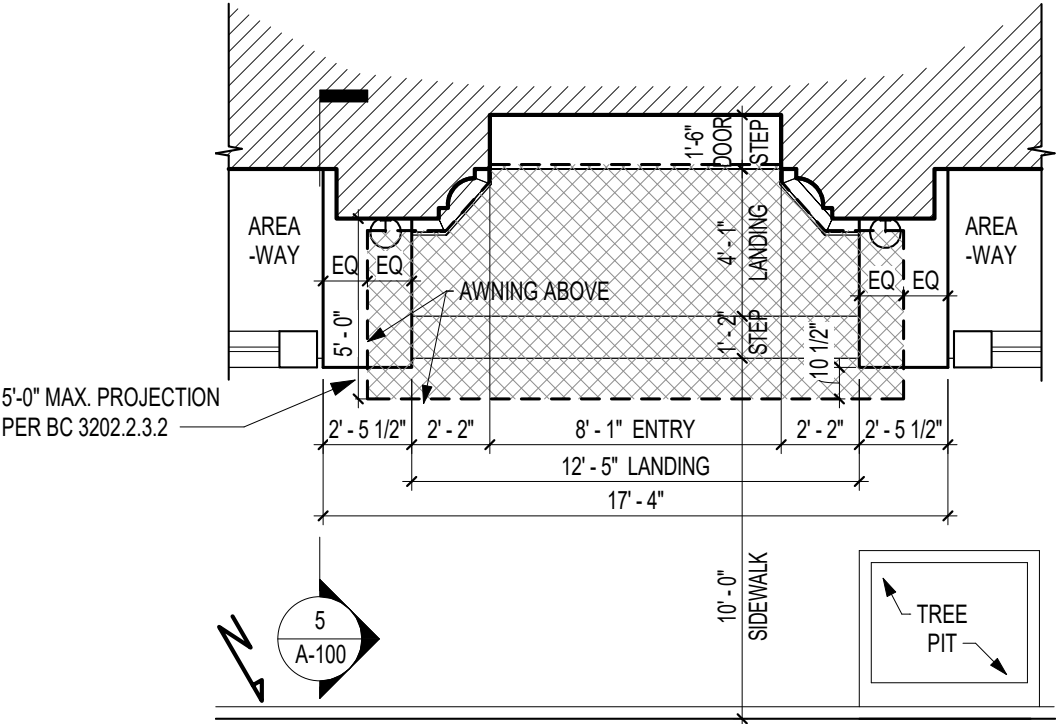 1'-6"
DOOR
STEP
AREA
-WAY
AREA
-WAY
4' - 1"
LANDING
EQ
EQ
EQ
EQ
AWNING ABOVE
5' - 0"
1' - 2"
STEP
10 1/2"
5'-0" MAX. PROJECTION
PER BC 3202.2.3.2
2' - 5 1/2"
2' - 2"
8' - 1" ENTRY
2' - 2"
2' - 5 1/2"
12' - 5" LANDING
17' - 4"
10' - 0"
SIDEWALK
5
A-100
TREE
PIT